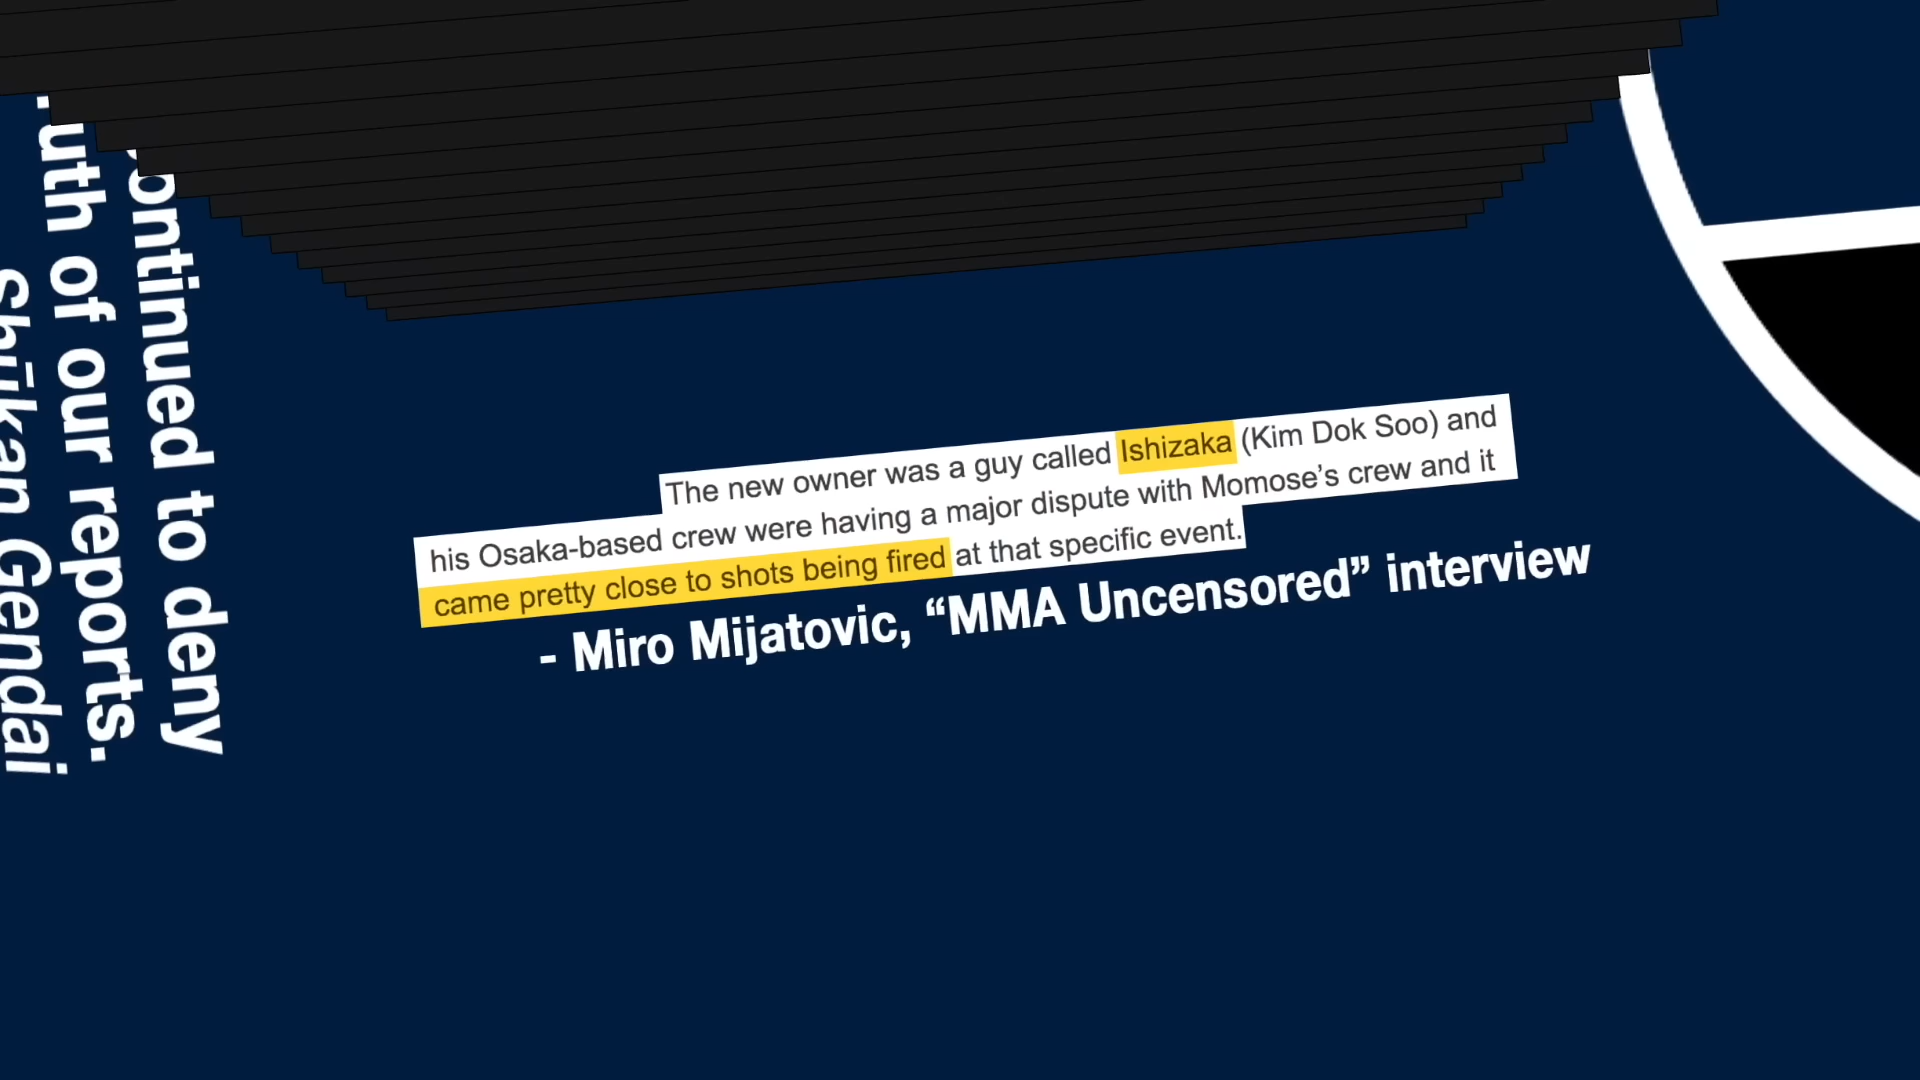 continued to deny
of our reports.
Shūkan Gendai
The new owner was a guy called Ishizaka (Kim Dok Soo) and
his Osaka-based crew were having a major dispute with Momose’s crew and it
came pretty close to shots being fired at that specific event.
- Miro Mijatovic, “MMA Uncensored” interview